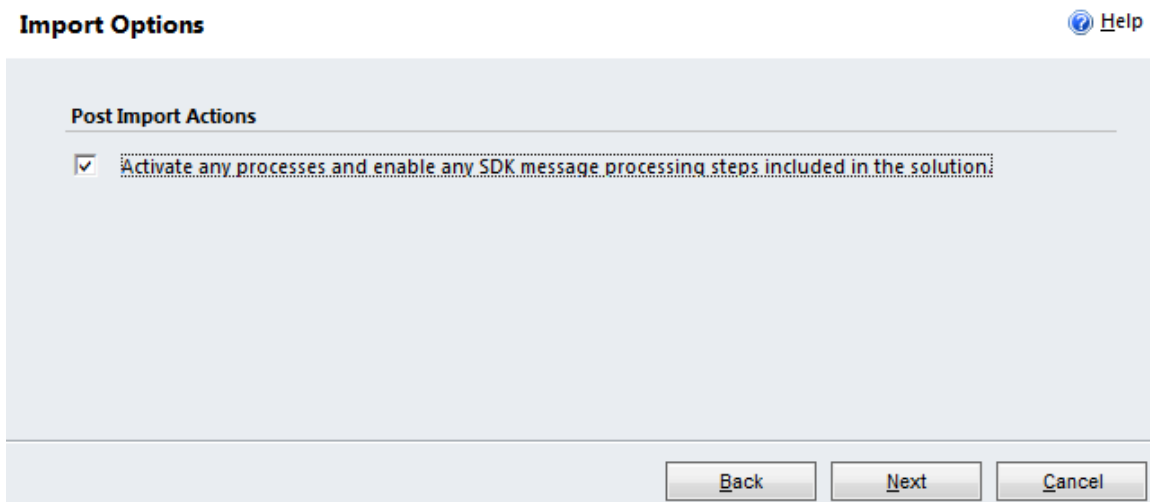 Import Options
Help
Post Import Actions
Activate any processes and enable any SDK message processing steps included in the solution.
Back
Next
Cancel